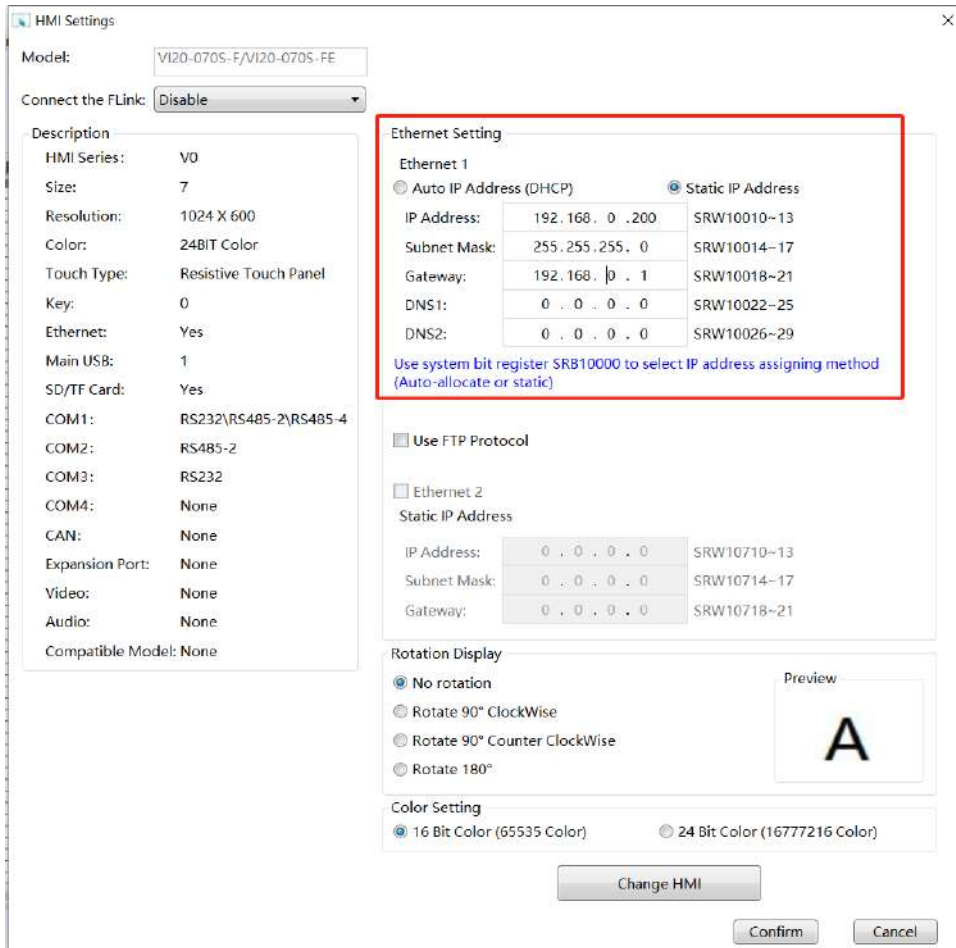 HMI Settings
Model: VI20-070S-F/VI20-070S-FE
Connect the FLink: Disable
Description
HMI Series: V0
Size: 7
Resolution: 1024 X 600
Color: 24BIT Color
Touch Type: Resistive Touch Panel
Key: 0
Ethernet: Yes
Main USB: 1
SD/TF Card: Yes
COM1: RS232\RS485-2\RS485-4
COM2: RS485-2
COM3: RS232
COM4: None
CAN: None
Expansion Port: None
Video: None
Audio: None
Compatible Model: None
Ethernet Setting
Ethernet 1
Auto IP Address (DHCP) Static IP Address
IP Address: 192.168. 0 .200 SRW10010~13
Subnet Mask: 255.255.255. 0 SRW10014~17
Gateway: 192.168. 0 . 1 SRW10018~21
DNS1: 0 . 0 . 0 . 0 SRW10022~25
DNS2: 0 . 0 . 0 . 0 SRW10026~29
Use system bit register SRB10000 to select IP address assigning method
(Auto-allocate or static)
Use FTP Protocol
Ethernet 2
Static IP Address
IP Address: 0 . 0 . 0 . 0 SRW10710~13
Subnet Mask: 0 . 0 . 0 . 0 SRW10714~17
Gateway: 0 . 0 . 0 . 0 SRW10718~21
Rotation Display
No rotation
Rotate 90° ClockWise
Rotate 90° Counter ClockWise
Rotate 180°
Preview
A
Color Setting
16 Bit Color (65535 Color) 24 Bit Color (16777216 Color)
Change HMI
Confirm Cancel